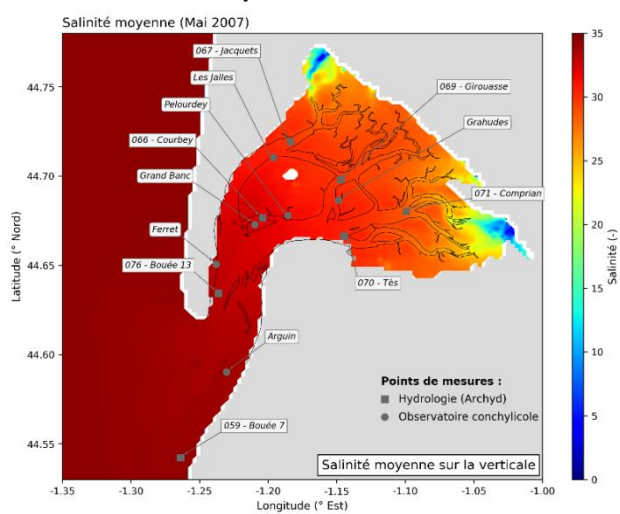 Salinité moyenne (Mai 2007)
067 - Jacquets
Les Jalles
Pelourdey
066 - Courbey
Grand Banc
Ferret
076 - Bouée 13
069 - Girouasse
Grahudes
071 - Comprian
070 - Tès
Arguin
059 - Bouée 7
Points de mesures :
Hydrologie (Archyd)
Observatoire conchylicole
Salinité moyenne sur la verticale
Latitude (° Nord)
44.75
44.70
44.65
44.60
44.55
-1.35 -1.30 -1.25 -1.20 -1.15 -1.10 -1.05 -1.00
Longitude (° Est)
35
30
25
20
15
10
5
0
Salinité (-)